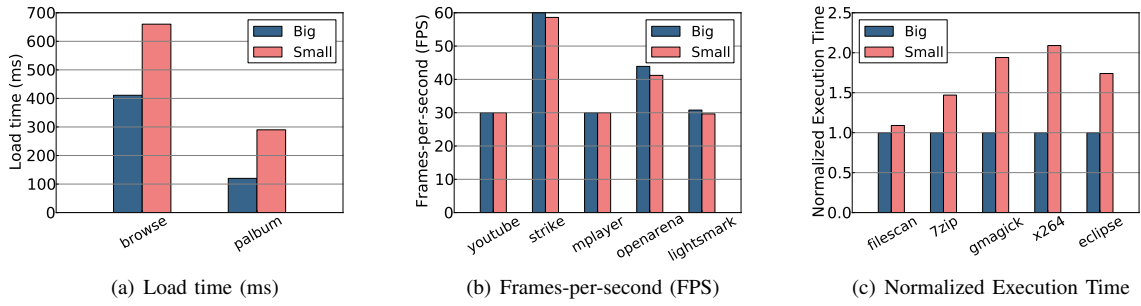 700
600
500
400
300
200
100
0
Load time (ms)
Big
Small
browse
palbum
(a) Load time (ms)
60
50
40
30
20
10
0
Frames-per-second (FPS)
Big
Small
youtube
strike
mplayer
openarena
lightsmark
(b) Frames-per-second (FPS)
2.5
2.0
1.5
1.0
0.5
0.0
Normalized Execution Time
Big
Small
filescan
7zip
gmagick
x264
eclipse
(c) Normalized Execution Time